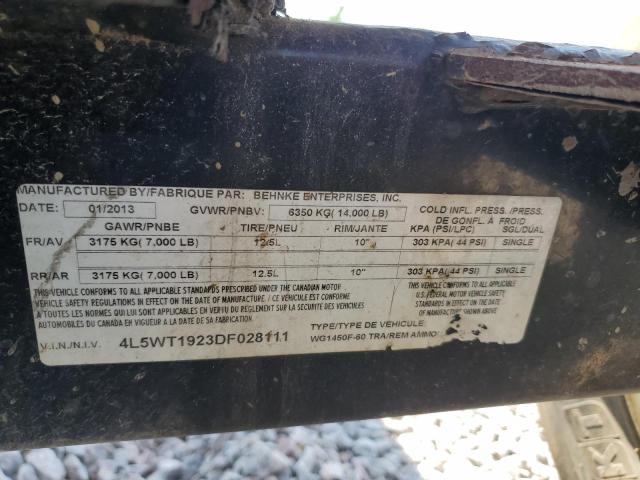 MANUFACTURED BY/FABRIQUE PAR: BEHNKE ENTERPRISES, INC.
DATE: 01/2013 GVWR/PNBV: 6350 KG( 14,000 LB) COLD INFL. PRESS. /PRESS. DE GONFL. À FROID
GAWR/PNBE TIRE/PNEU RIM/JANTE KPA (PSI/LPC) SGL/DUAL
FR/AV 3175 KG( 7,000 LB) 12.5L 10" 303 KPA( 44 PSI) SINGLE
RR/AR 3175 KG( 7,000 LB) 12.5L 10" 303 KPA( 44 PSI) SINGLE
THIS VEHICLE CONFORMS TO ALL APPLICABLE STANDARDS PRESCRIBED UNDER THE CANADIAN MOTOR
VEHICLE SAFETY REGULATIONS IN EFFECT ON THE DATE OF MANUFACTURE. / CE VÉHICULE EST CONFORME
À TOUTES LES NORMES QUI LUI SONT APPLICABLES EN VERTU DU RÈGLEMENT SUR LA SÉCURITÉ DES VÉHICULES
AUTOMOBILES DU CANADA EN VIGUEUR À LA DATE DE SA FABRICATION.
THIS VEHICLE CONFORMS TO ALL APPLICABLE
U.S. FEDERAL MOTOR VEHICLE SAFETY STANDARDS
IN EFFECT ON THE DATE OF MANUFACTURE
V.I.N./N.I.V. 4L5WT1923DF028111
TYPE/TYPE DE VÉHICULE:
WG1450F-60 TRA/REM AMMO